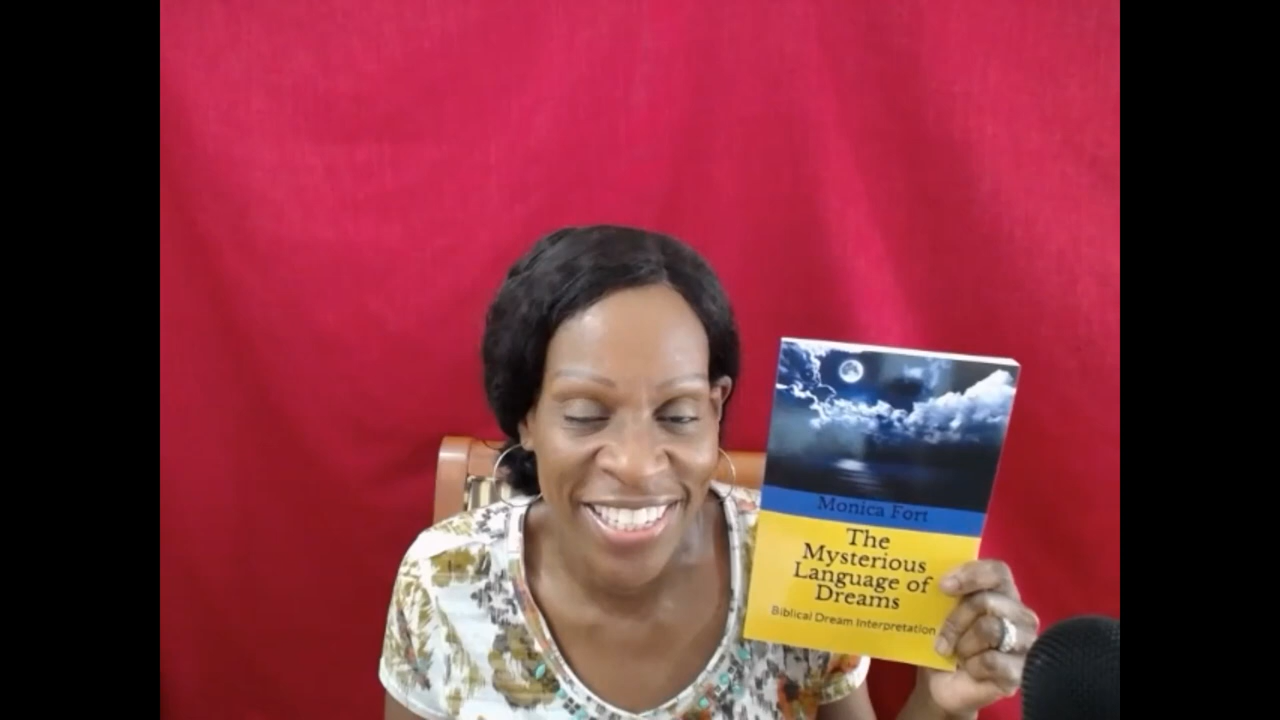 Monica Fort
The
Mysterious
Language of
Dreams
Biblical Dream Interpretation